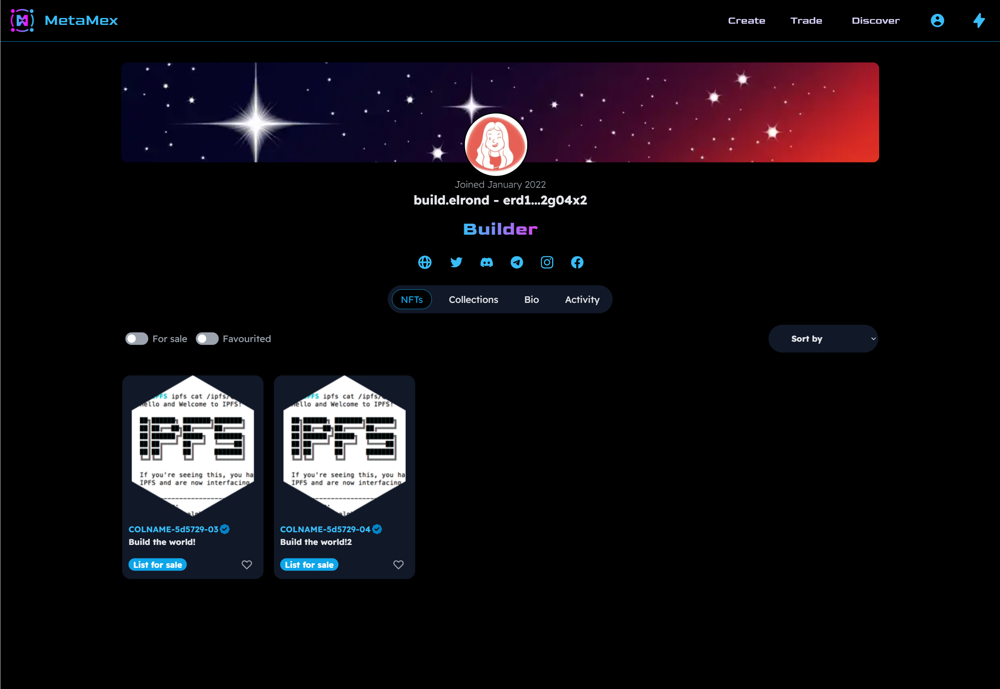 MetaMex
Create Trade Discover
Joined January 2022
build.elrond - erd1...2g04x2
Builder
NFTs Collections Bio Activity
For sale Favourited Sort by
IPFS ipfs cat /ipfs/
ello and Welcome to IPFS!
IPFS
If you're seeing this, you ha
IPFS and are now interfacing
COLNAME-5d5729-03
Build the world!
List for sale
IPFS ipfs cat /ipfs/
ello and Welcome to IPFS!
IPFS
If you're seeing this, you ha
IPFS and are now interfacing
COLNAME-5d5729-04
Build the world!2
List for sale